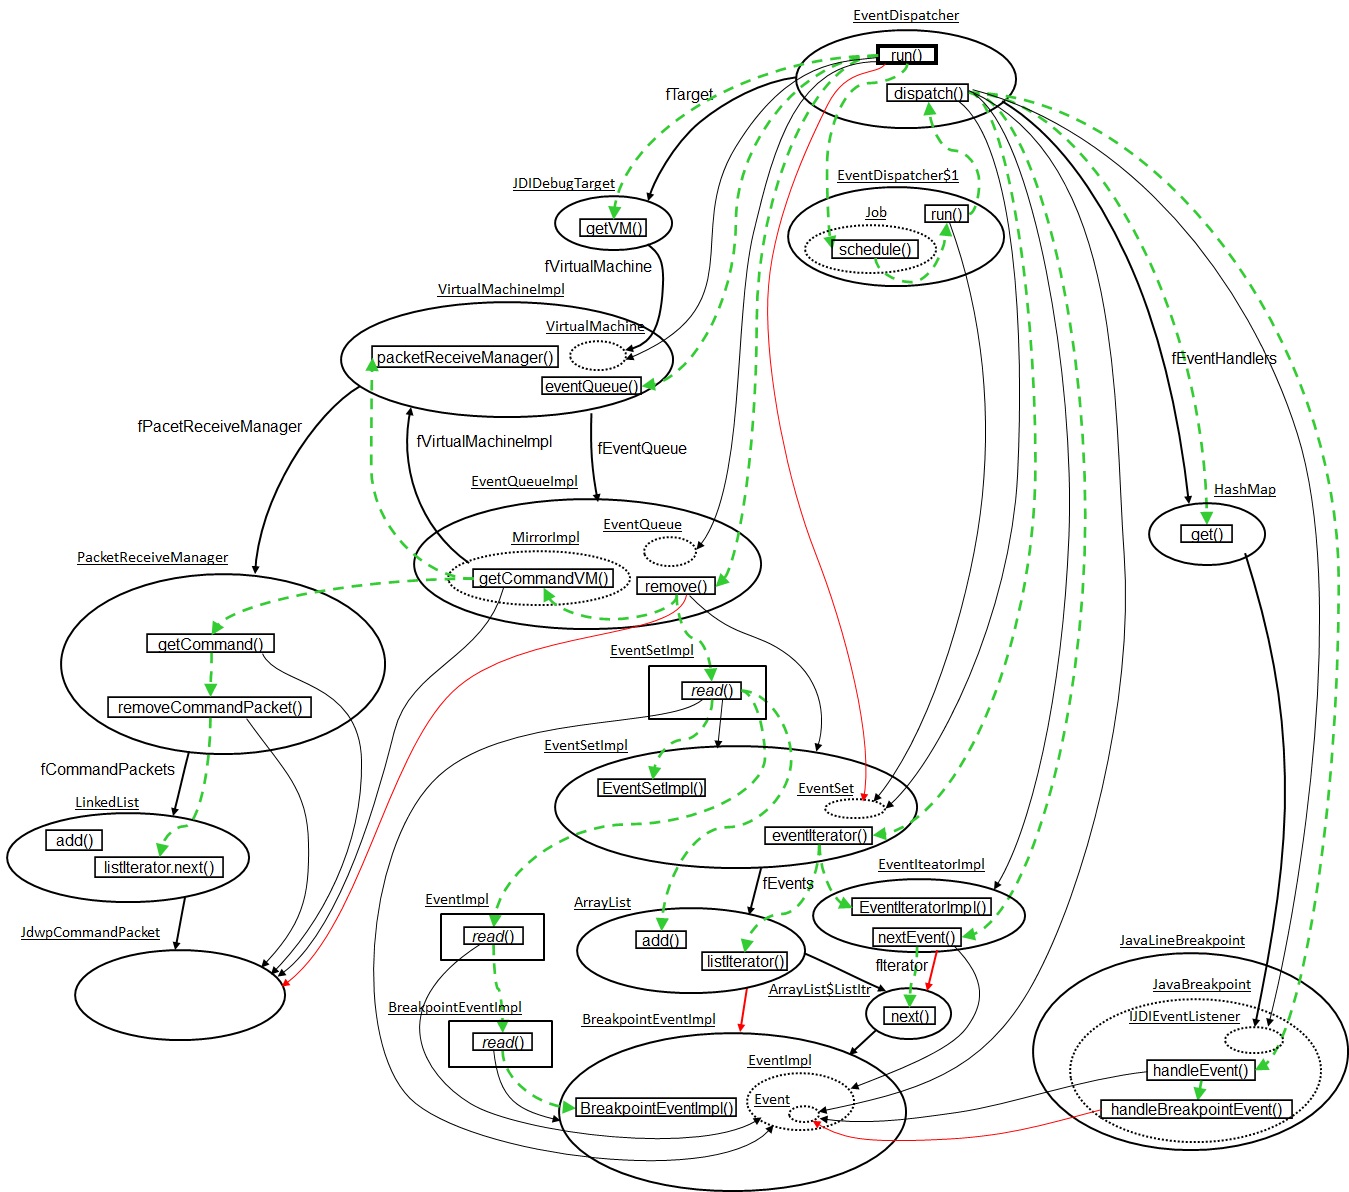 EventDispatcher
run()
dispatch()
fTarget
JDIDebugTarget
getVM()
EventDispatcher$1
Job
run()
schedule()
fVirtualMachine
VirtualMachineImpl
VirtualMachine
packetReceiveManager()
eventQueue()
fEventHandlers
fPacetReceiveManager
fVirtualMachineImpl
fEventQueue
EventQueueImpl
HashMap
get()
EventQueue
MirrorImpl
getCommandVM()
remove()
PacketReceiveManager
getCommand()
removeCommandPacket()
EventSetImpl
read()
EventSetImpl
EventSetImpl()
EventSet
eventIterator()
fCommandPackets
LinkedList
add()
listIterator.next()
EventIteatorImpl
EventIteratorImpl()
nextEvent()
fEvents
EventImpl
read()
ArrayList
add()
listIterator()
fIterator
ArrayList$ListItr
next()
JdwpCommandPacket
BreakpointEventImpl
read()
BreakpointEventImpl
EventImpl
Event
BreakpointEventImpl()
JavaLineBreakpoint
JavaBreakpoint
IJDIEventListener
handleEvent()
handleBreakpointEvent()